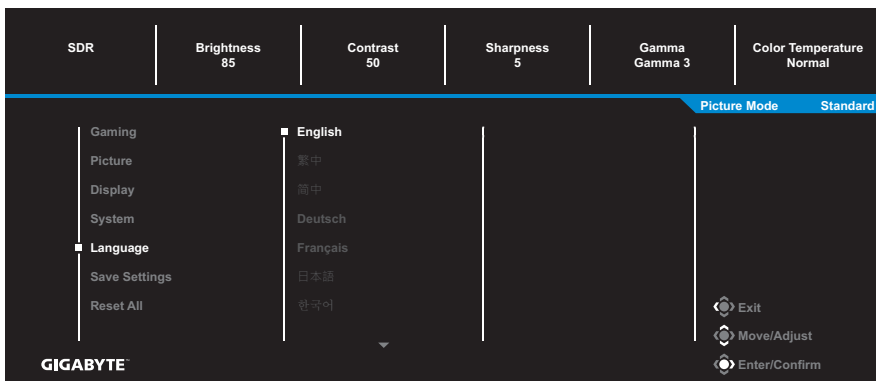 SDR
Brightness
85
Contrast
50
Sharpness
5
Gamma
Gamma 3
Color Temperature
Normal
Picture Mode Standard
Gaming
Picture
Display
System
Language
Save Settings
Reset All
English
繁中
简中
Deutsch
Français
日本語
한국어
Exit
Move/Adjust
Enter/Confirm
GIGABYTE™